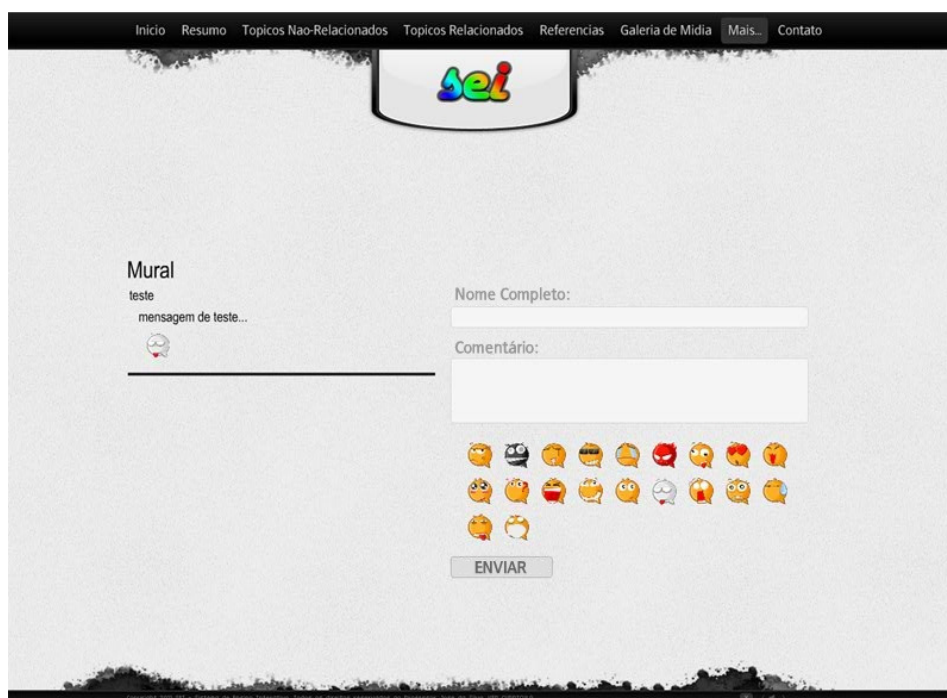 Inicio Resumo Topicos Nao-Relacionados Topicos Relacionados Referencias Galeria de Midia Mais... Contato
sei
Mural
teste
mensagem de teste...
Nome Completo:
Comentário:
ENVIAR